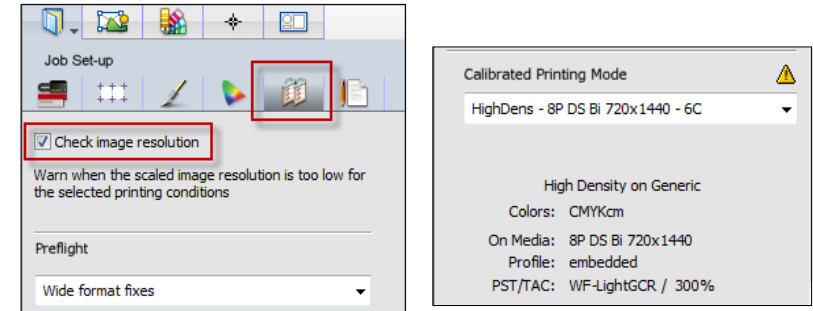 Job Set-up
Check image resolution
Warn when the scaled image resolution is too low for
the selected printing conditions
Preflight
Wide format fixes
Calibrated Printing Mode
HighDens - 8P DS Bi 720x1440 - 6C
High Density on Generic
Colors: CMYKcm
On Media: 8P DS Bi 720x1440
Profile: embedded
PST/TAC: WF-LightGCR / 300%